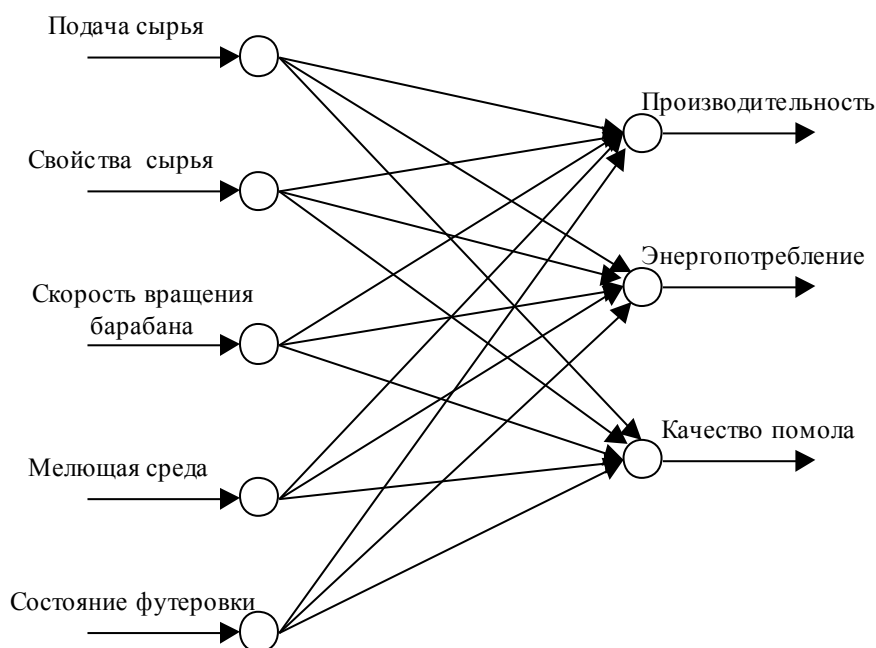 Подача сырья
Свойства сырья
Скорость вращения
барабана
Мелющая среда
Состояние футеровки
Производительность
Энергопотребление
Качество помола